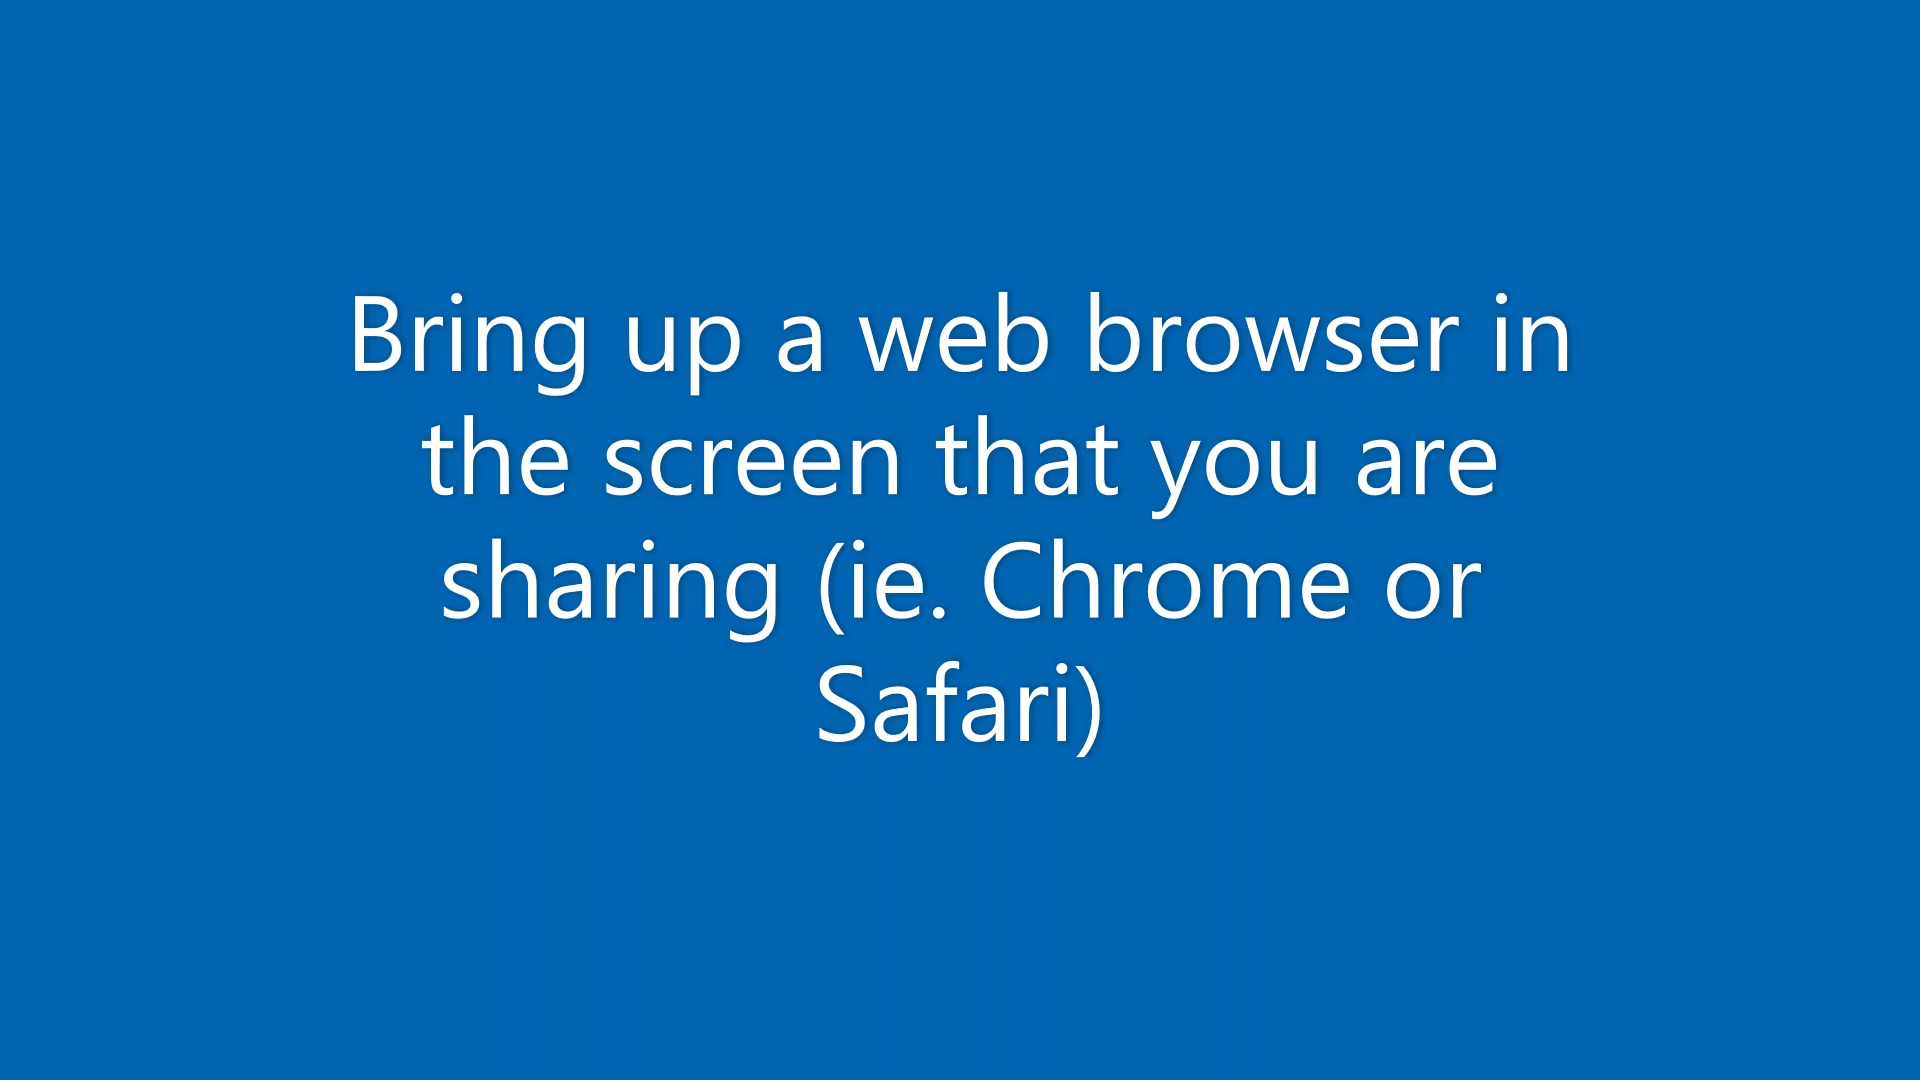 Bring up a web browser in
the screen that you are
sharing (ie. Chrome or
Safari)